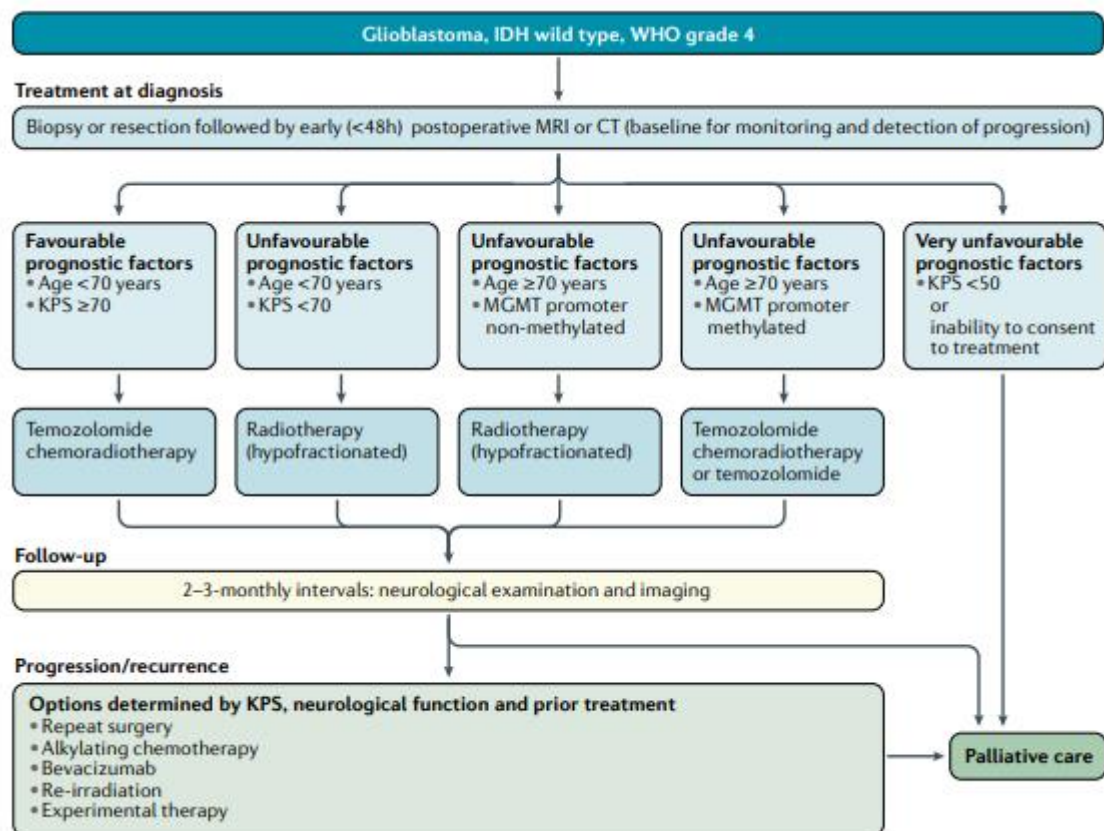 Glioblastoma, IDH wild type, WHO grade 4
Treatment at diagnosis
Biopsy or resection followed by early (<48h) postoperative MRI or CT (baseline for monitoring and detection of progression)
Favourable
prognostic factors
• Age <70 years
• KPS ≥70
Unfavourable
prognostic factors
• Age <70 years
• KPS <70
Unfavourable
prognostic factors
• Age ≥70 years
• MGMT promoter
non-methylated
Unfavourable
prognostic factors
• Age ≥70 years
• MGMT promoter
methylated
Very unfavourable
prognostic factors
• KPS <50
or
inability to consent
to treatment
Temozolomide
chemoradiotherapy
Radiotherapy
(hypofractionated)
Radiotherapy
(hypofractionated)
Temozolomide
chemoradiotherapy
or temozolomide
Follow-up
2–3-monthly intervals: neurological examination and imaging
Progression/recurrence
Options determined by KPS, neurological function and prior treatment
• Repeat surgery
• Alkylating chemotherapy
• Bevacizumab
• Re-irradiation
• Experimental therapy
Palliative care